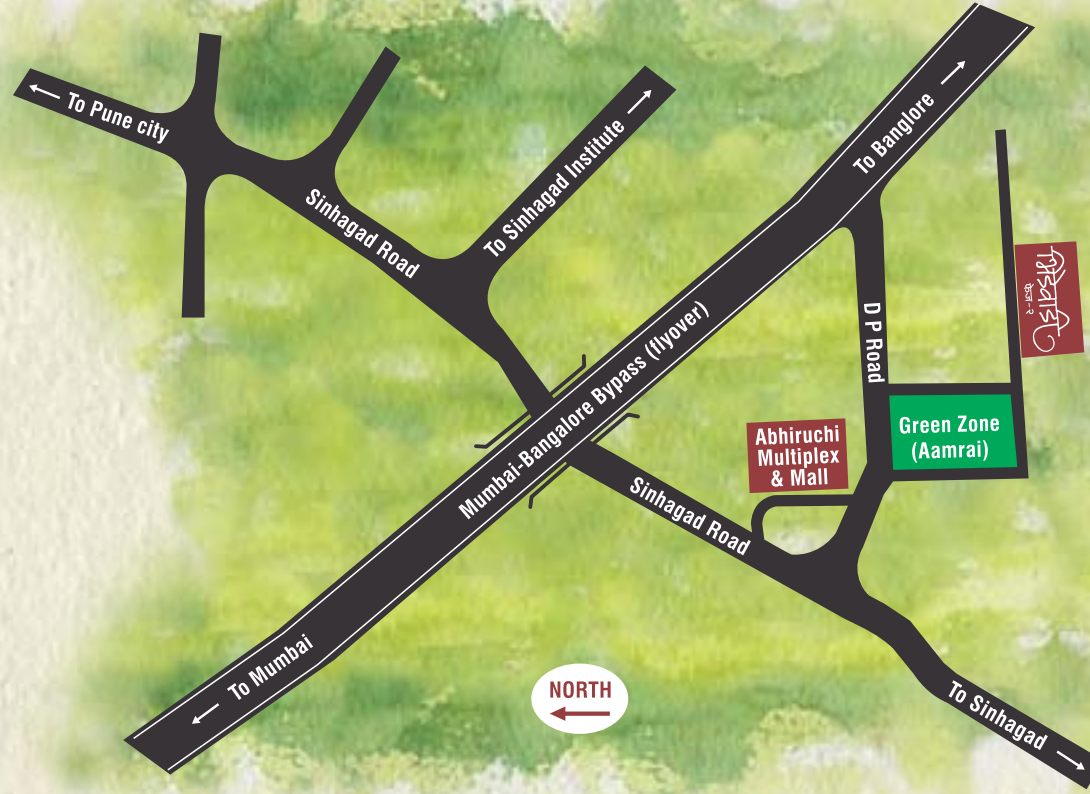 To Pune city
Sinhagad Road
To Sinhagad Institute
To Banglore
Mumbai-Bangalore Bypass (flyover)
D P Road
Green Zone
(Aamrai)
Abhiruchi
Multiplex
& Mall
Sinhagad Road
To Mumbai
NORTH
To Sinhagad